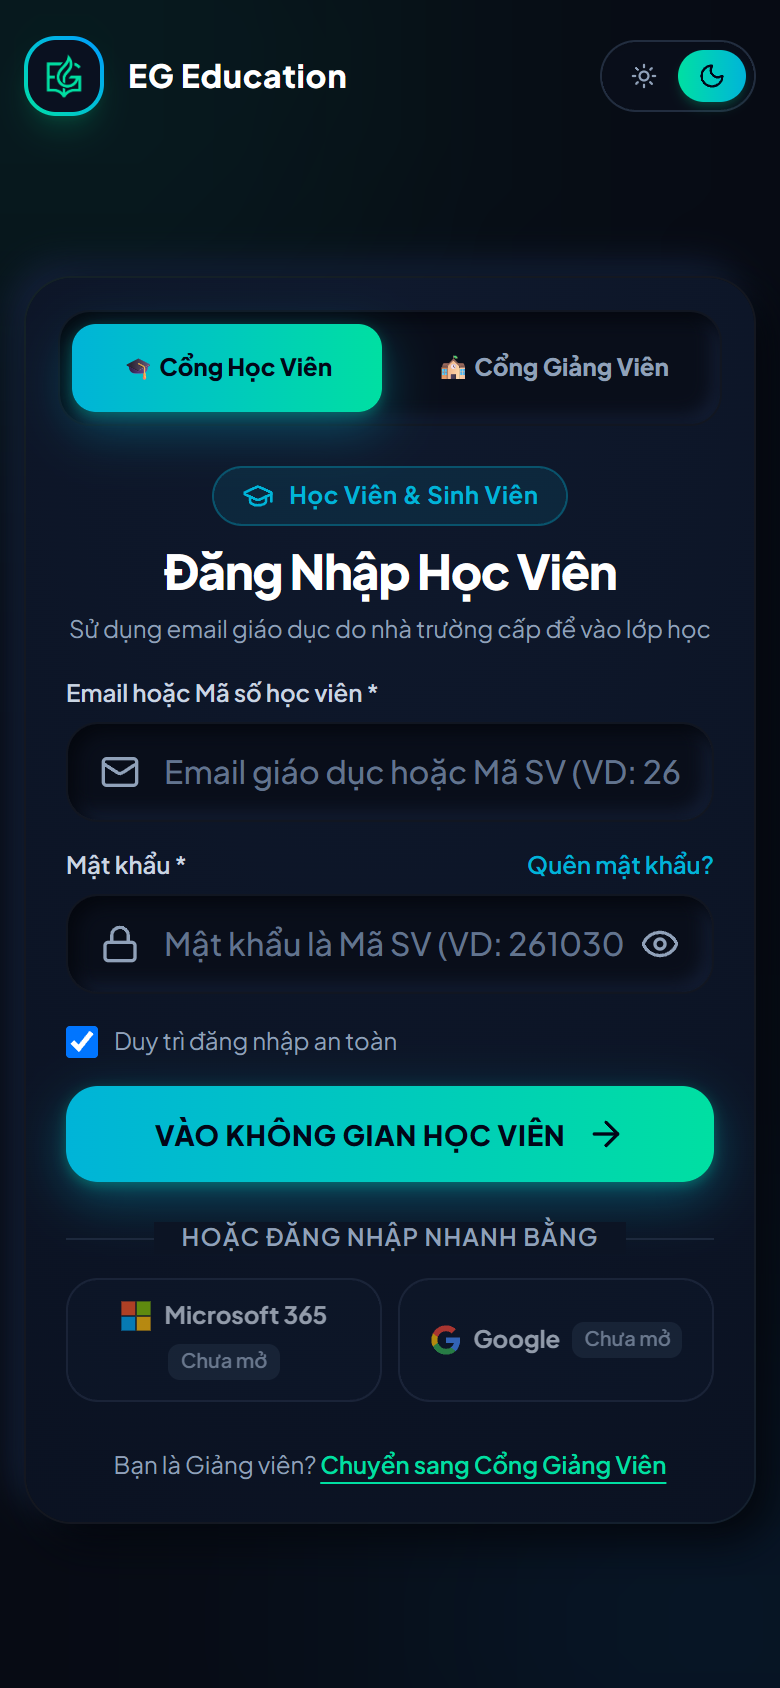 EG Education
Cổng Học Viên
Cổng Giảng Viên
Học Viên & Sinh Viên
Đăng Nhập Học Viên
Sử dụng email giáo dục do nhà trường cấp để vào lớp học
Email hoặc Mã số học viên *
Email giáo dục hoặc Mã SV (VD: 26
Mật khẩu *
Quên mật khẩu?
Mật khẩu là Mã SV (VD: 261030
Duy trì đăng nhập an toàn
VÀO KHÔNG GIAN HỌC VIÊN
HOẶC ĐĂNG NHẬP NHANH BẰNG
Microsoft 365
Chưa mở
Google
Chưa mở
Bạn là Giảng viên? Chuyển sang Cổng Giảng Viên